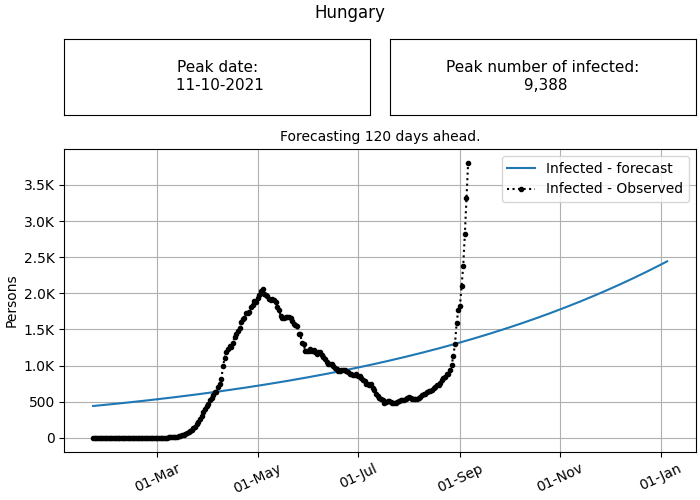 Hungary
Peak date:
11-10-2021
Peak number of infected:
9,388
Forecasting 120 days ahead.
Infected - forecast
Infected - Observed
Persons
3.5K
3.0K
2.5K
2.0K
1.5K
1.0K
500
0
01-Mar
01-May
01-Jul
01-Sep
01-Nov
01-Jan